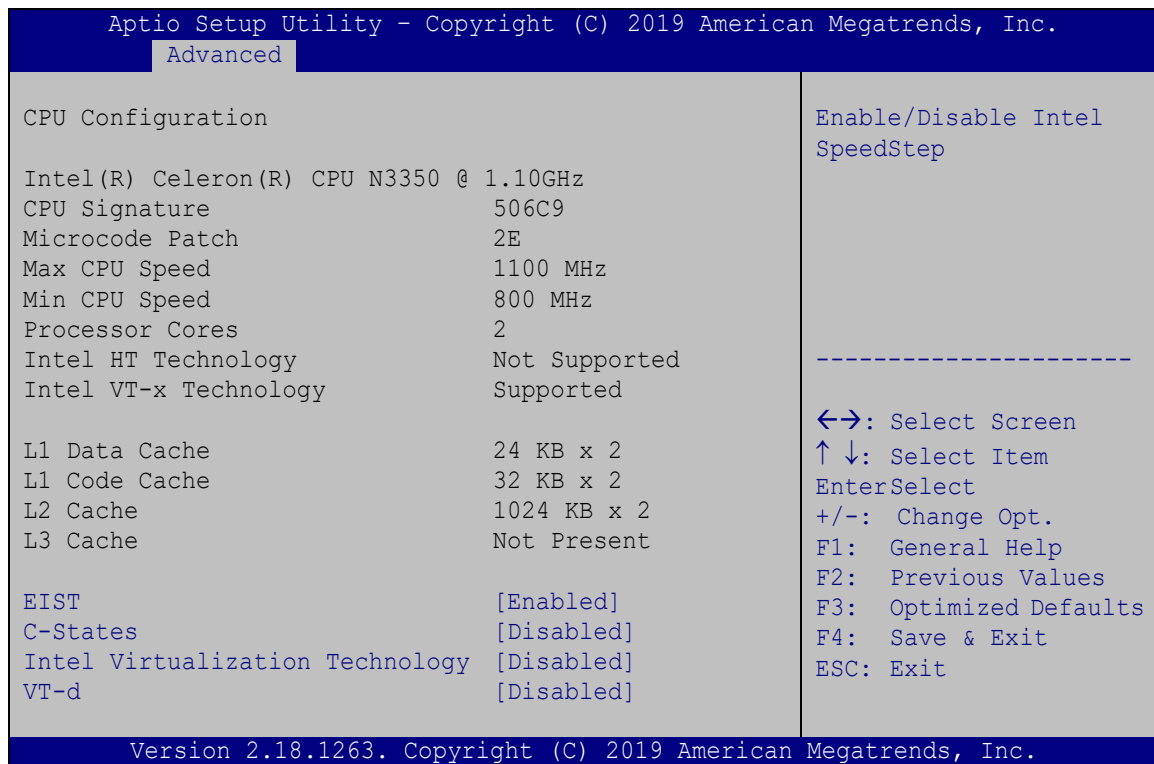 Aptio Setup Utility – Copyright (C) 2019 American Megatrends, Inc.
Advanced
CPU Configuration
Intel(R) Celeron(R) CPU N3350 @ 1.10GHz
CPU Signature 506C9
Microcode Patch 2E
Max CPU Speed 1100 MHz
Min CPU Speed 800 MHz
Processor Cores 2
Intel HT Technology Not Supported
Intel VT-x Technology Supported
L1 Data Cache 24 KB x 2
L1 Code Cache 32 KB x 2
L2 Cache 1024 KB x 2
L3 Cache Not Present
EIST [Enabled]
C-States [Disabled]
Intel Virtualization Technology [Disabled]
VT-d [Disabled]
Enable/Disable Intel
SpeedStep
----------------------
←→: Select Screen
↑ ↓: Select Item
EnterSelect
+/-: Change Opt.
F1: General Help
F2: Previous Values
F3: Optimized Defaults
F4: Save & Exit
ESC: Exit
Version 2.18.1263. Copyright (C) 2019 American Megatrends, Inc.